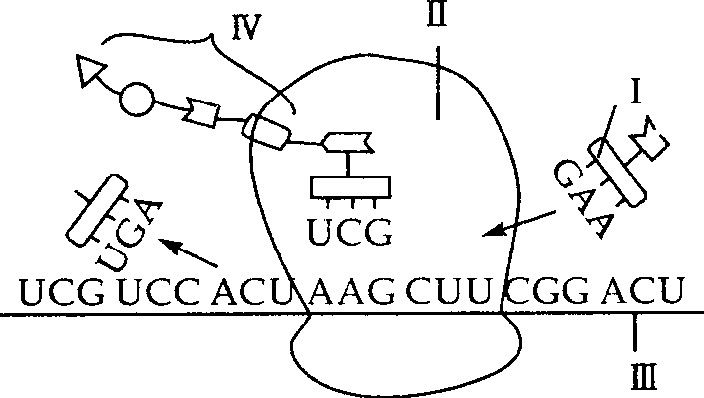 IV
II
I
GAA
UGA
UCG
UCG UCC ACU AAG CUU CGG ACU
III